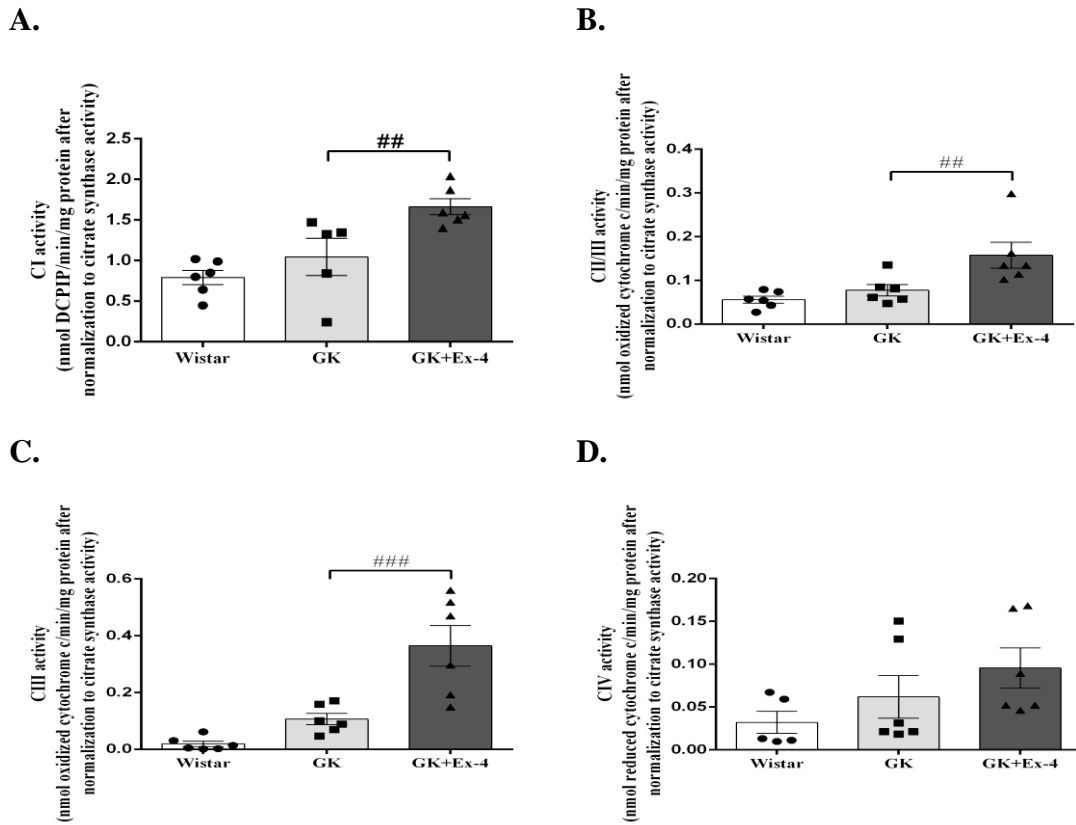 A.
CI activity
(nmol DCPIP/min/mg protein after
normalization to citrate synthase activity)
2.5
2.0
1.5
1.0
0.5
0.0
##
Wistar
GK
GK+Ex-4
B.
CII/III activity
(nmol oxidized cytochrome c/min/mg protein after
normalization to citrate synthase activity)
0.4
0.3
0.2
0.1
0.0
##
Wistar
GK
GK+Ex-4
C.
CIII activity
(nmol oxidized cytochrome c/min/mg protein after
normalization to citrate synthase activity)
0.6
0.4
0.2
0.0
###
Wistar
GK
GK+Ex-4
D.
CIV activity
(nmol reduced cytochrome c/min/mg protein after
normalization to citrate synthase activity)
0.20
0.15
0.10
0.05
0.00
Wistar
GK
GK+Ex-4